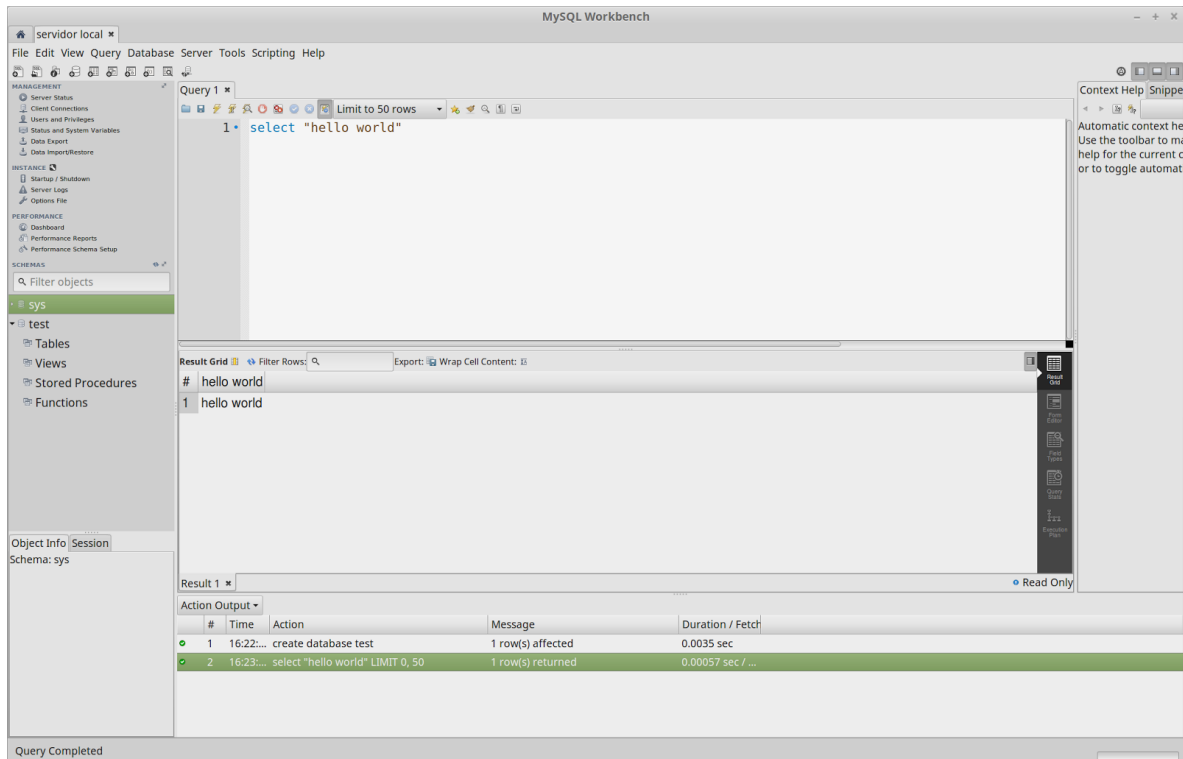 MySQL Workbench
servidor local
File Edit View Query Database Server Tools Scripting Help
MANAGEMENT
Server Status
Client Connections
Users and Privileges
Status and System Variables
Data Export
Data Import/Restore
INSTANCE
Startup / Shutdown
Server Logs
Options File
PERFORMANCE
Dashboard
Performance Reports
Performance Schema Setup
SCHEMAS
Filter objects
sys
test
Tables
Views
Stored Procedures
Functions
Object Info Session
Schema: sys
Query 1
Limit to 50 rows
1 select "hello world"
Result Grid Filter Rows: Export: Wrap Cell Content:
# hello world
1 hello world
Result Grid
Form Editor
Field Types
Query Stats
Execution Plan
Result 1 Read Only
Context Help Snippe
Automatic context he
Use the toolbar to ma
help for the current c
or to toggle automat
Action Output
# Time Action Message Duration / Fetch
1 16:22:... create database test 1 row(s) affected 0.0035 sec
2 16:23:... select "hello world" LIMIT 0, 50 1 row(s) returned 0.00057 sec / ...
Query Completed